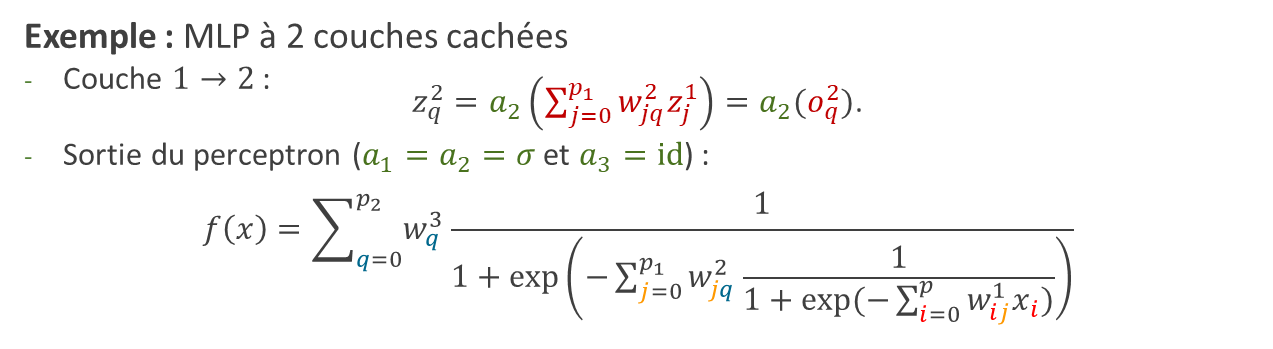 Exemple : MLP à 2 couches cachées
- Couche 1 → 2 :
z_q^2 = a_2 (∑_{j=0}^{p_1} w_{jq}^2 z_j^1) = a_2(o_q^2).
- Sortie du perceptron (a_1 = a_2 = σ et a_3 = id) :
f(x) = ∑_{q=0}^{p_2} w_q^3 \frac{1}{1 + exp(−∑_{j=0}^{p_1} w_{jq}^2 \frac{1}{1 + exp(−∑_{i=0}^{p} w_{ij}^1 x_i)})}